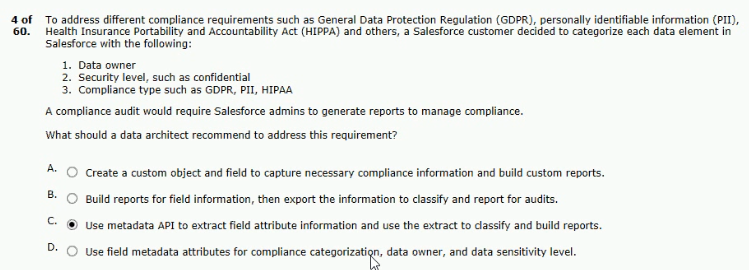 4 of To address different compliance requirements such as General Data Protection Regulation (GDPR), personally identifiable information (PII),
60. Health Insurance Portability and Accountability Act (HIPPA) and others, a Salesforce customer decided to categorize each data element in
Salesforce with the following:
1. Data owner
2. Security level, such as confidential
3. Compliance type such as GDPR, PII, HIPAA
A compliance audit would require Salesforce admins to generate reports to manage compliance.
What should a data architect recommend to address this requirement?
A. Create a custom object and field to capture necessary compliance information and build custom reports.
B. Build reports for field information, then export the information to classify and report for audits.
C. Use metadata API to extract field attribute information and use the extract to classify and build reports.
D. Use field metadata attributes for compliance categorization, data owner, and data sensitivity level.